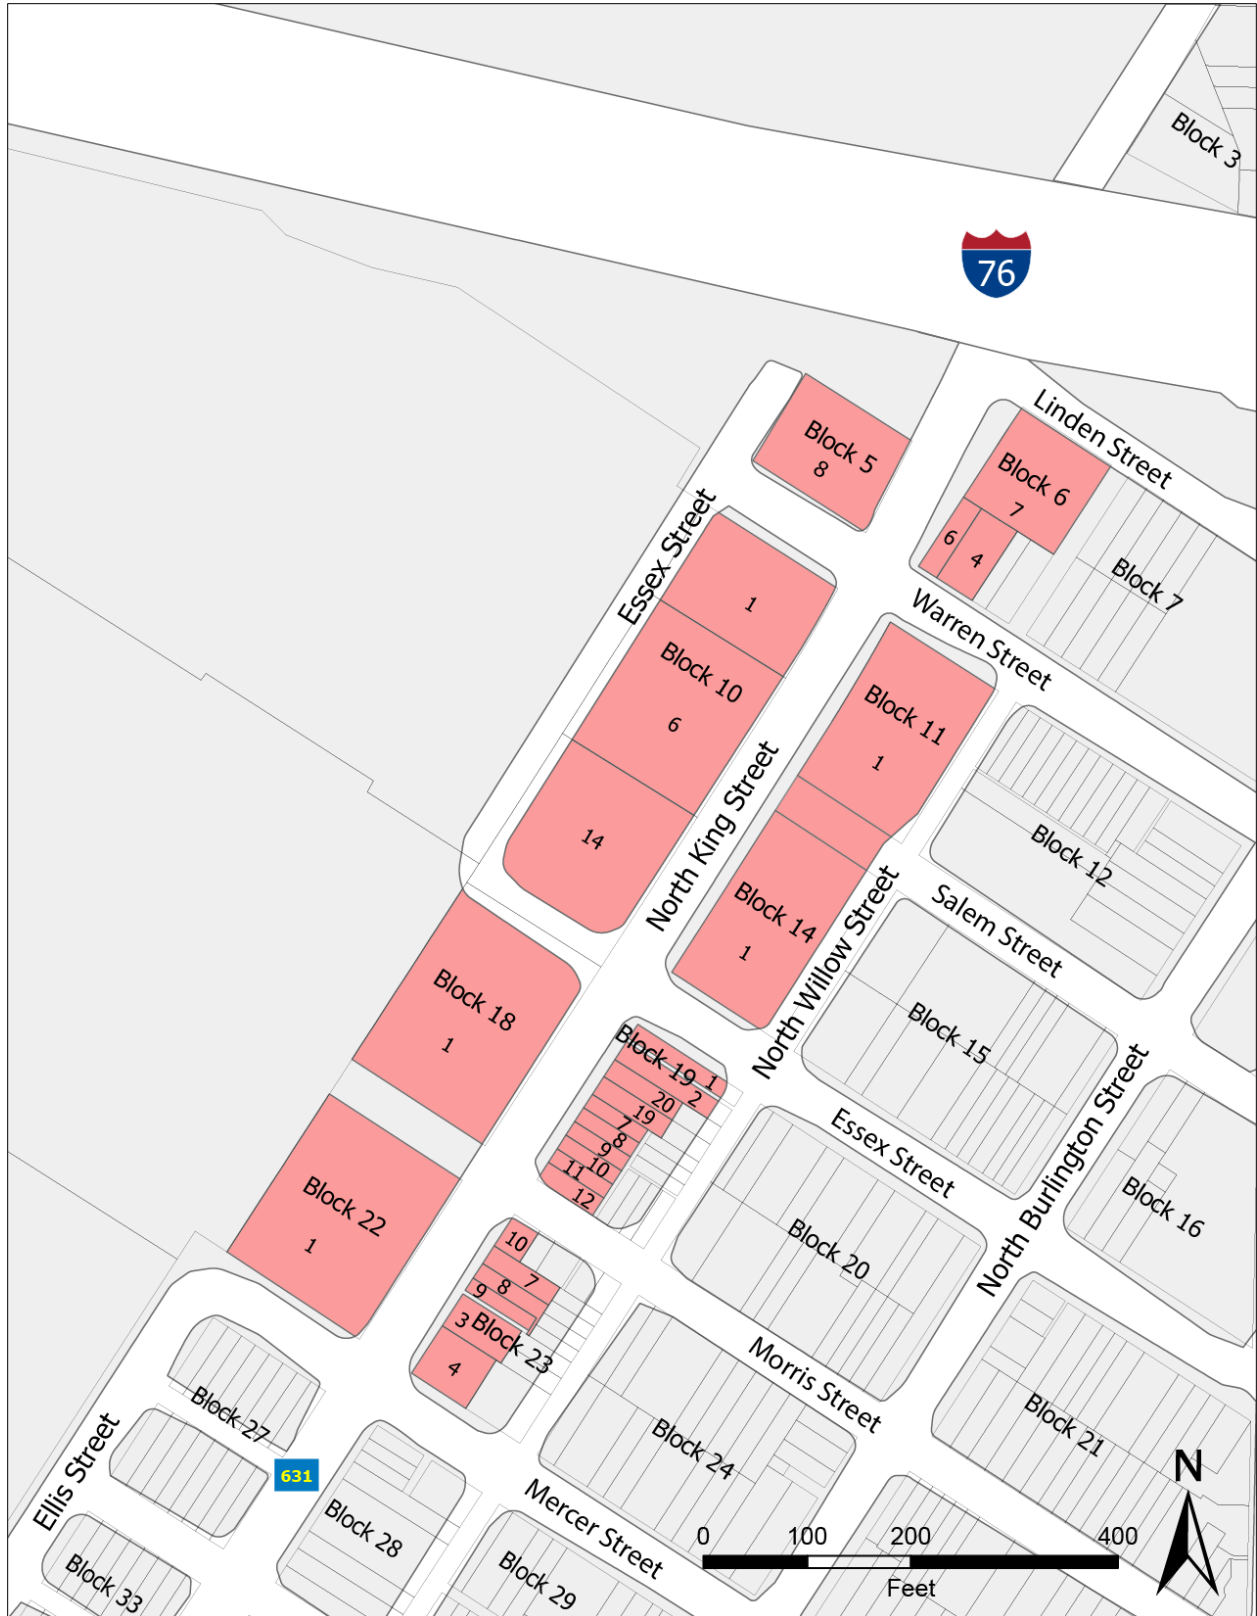 Block 3
76
Linden Street
Block 5
8
Block 6
7
6
4
Block 7
Essex Street
1
Warren Street
Block 10
6
Block 11
1
14
North King Street
Block 12
Block 14
1
Salem Street
North Willow Street
Block 18
1
Block 15
Block 19
1
2
20
19
7
8
9
10
11
12
Essex Street
North Burlington Street
Block 16
Block 22
1
Block 20
10
7
8
9
3
Block 23
4
Morris Street
Block 27
Block 24
Block 21
Ellis Street
631
Block 28
Mercer Street
Block 29
Block 33
N
0 100 200 400
Feet